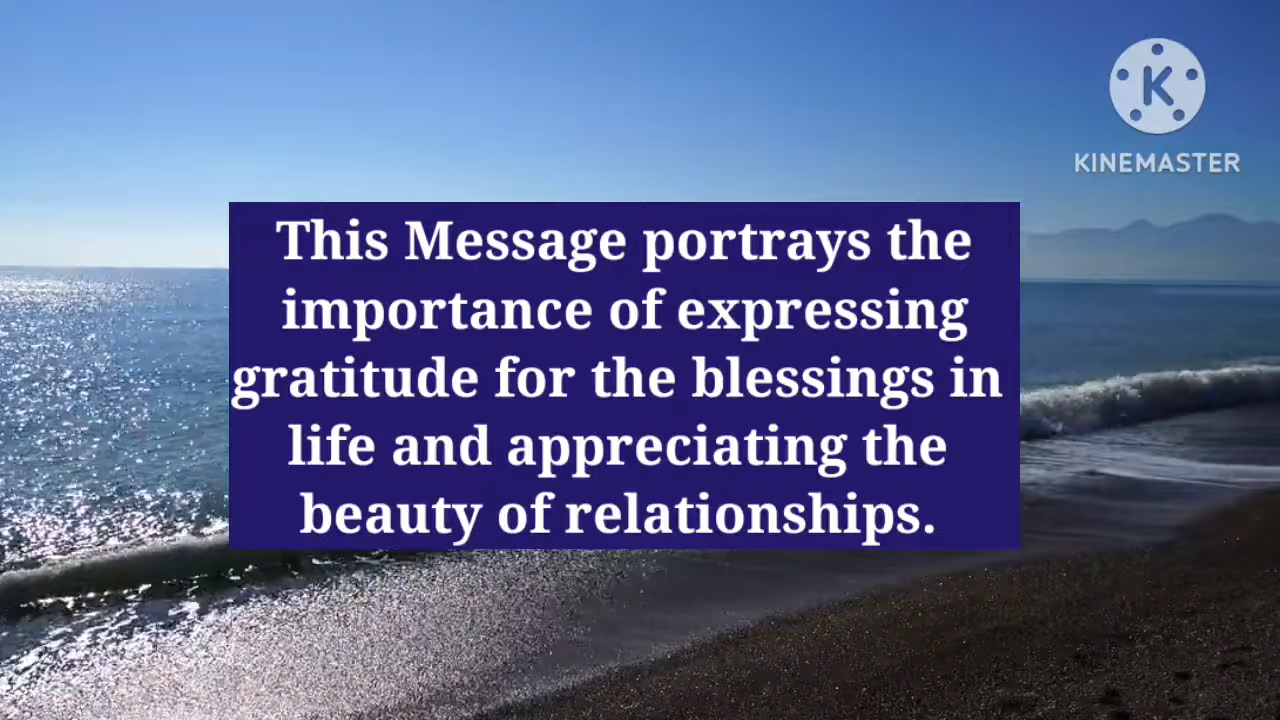 K
KINEMASTER
This Message portrays the
importance of expressing
gratitude for the blessings in
life and appreciating the
beauty of relationships.